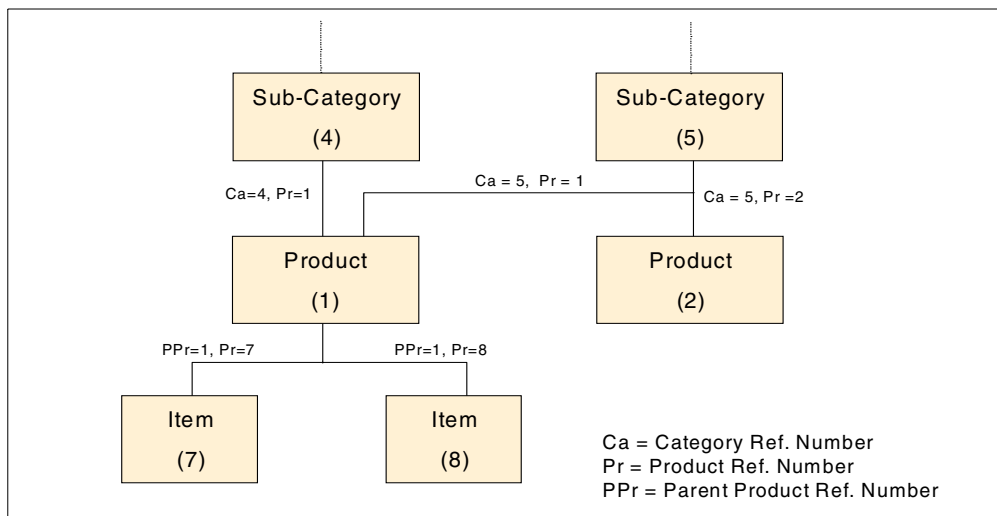 Sub-Category
(4)
Sub-Category
(5)
Ca=4, Pr=1
Ca = 5,  Pr = 1
Ca = 5, Pr =2
Product
(1)
Product
(2)
PPr=1, Pr=7
PPr=1, Pr=8
Item
(7)
Item
(8)
Ca = Category Ref. Number
Pr = Product Ref. Number
PPr = Parent Product Ref. Number